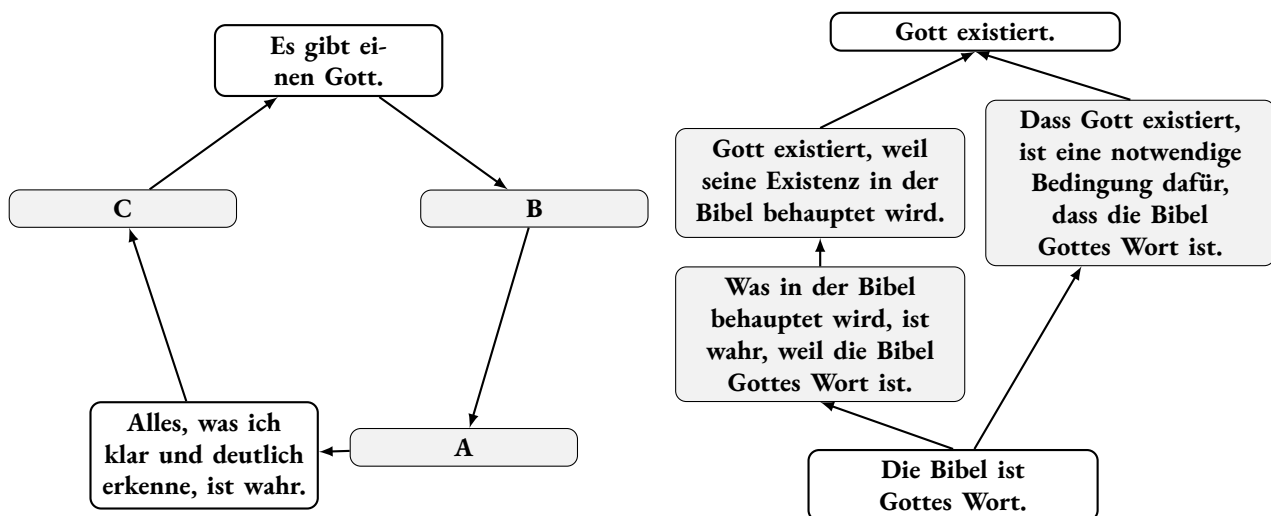 Es gibt ei-
nen Gott.
C
B
Alles, was ich
klar und deutlich
erkenne, ist wahr.
A
Gott existiert.
Gott existiert, weil
seine Existenz in der
Bibel behauptet wird.
Dass Gott existiert,
ist eine notwendige
Bedingung dafür,
dass die Bibel
Gottes Wort ist.
Was in der Bibel
behauptet wird, ist
wahr, weil die Bibel
Gottes Wort ist.
Die Bibel ist
Gottes Wort.